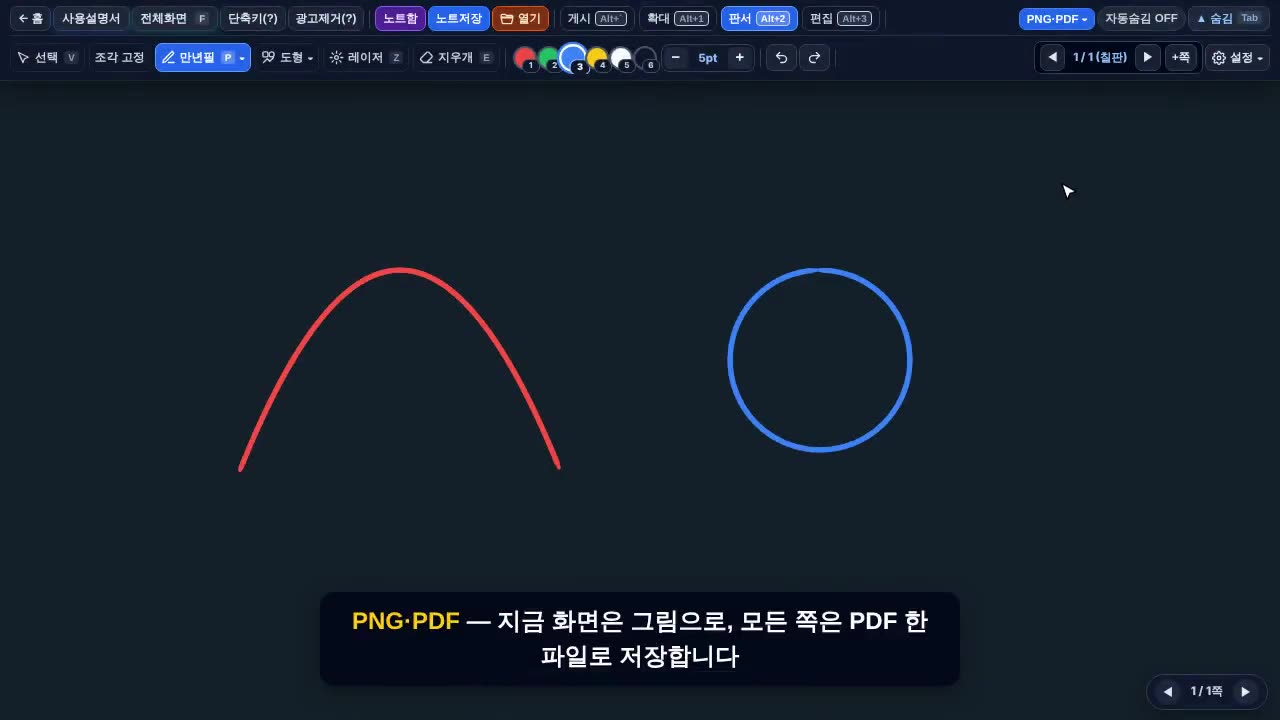 ← 홈 사용설명서 전체화면 F 단축키(?) 광고제거(?) 노트함 노트저장 열기 게시 Alt+` 확대 Alt+1 판서 Alt+2 편집 Alt+3 PNG·PDF 자동숨김 OFF ▲ 숨김 Tab
선택 V 조각 고정 만년필 P 도형 레이저 Z 지우개 E 1 2 3 4 5 6 − 5pt + ◀ 1 / 1 (칠판) ▶ +쪽 설정
PNG·PDF — 지금 화면은 그림으로, 모든 쪽은 PDF 한
파일로 저장합니다
◀ 1 / 1쪽 ▶